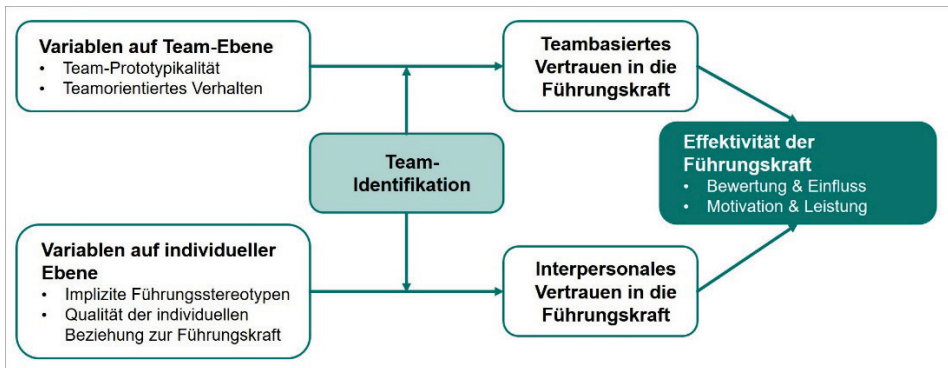 Variablen auf Team-Ebene
• Team-Prototypikalität
• Teamorientiertes Verhalten
Teambasiertes
Vertrauen in die
Führungskraft
Team-
Identifikation
Effektivität der
Führungskraft
• Bewertung & Einfluss
• Motivation & Leistung
Variablen auf individueller
Ebene
• Implizite Führungsstereotypen
• Qualität der individuellen
Beziehung zur Führungskraft
Interpersonales
Vertrauen in die
Führungskraft